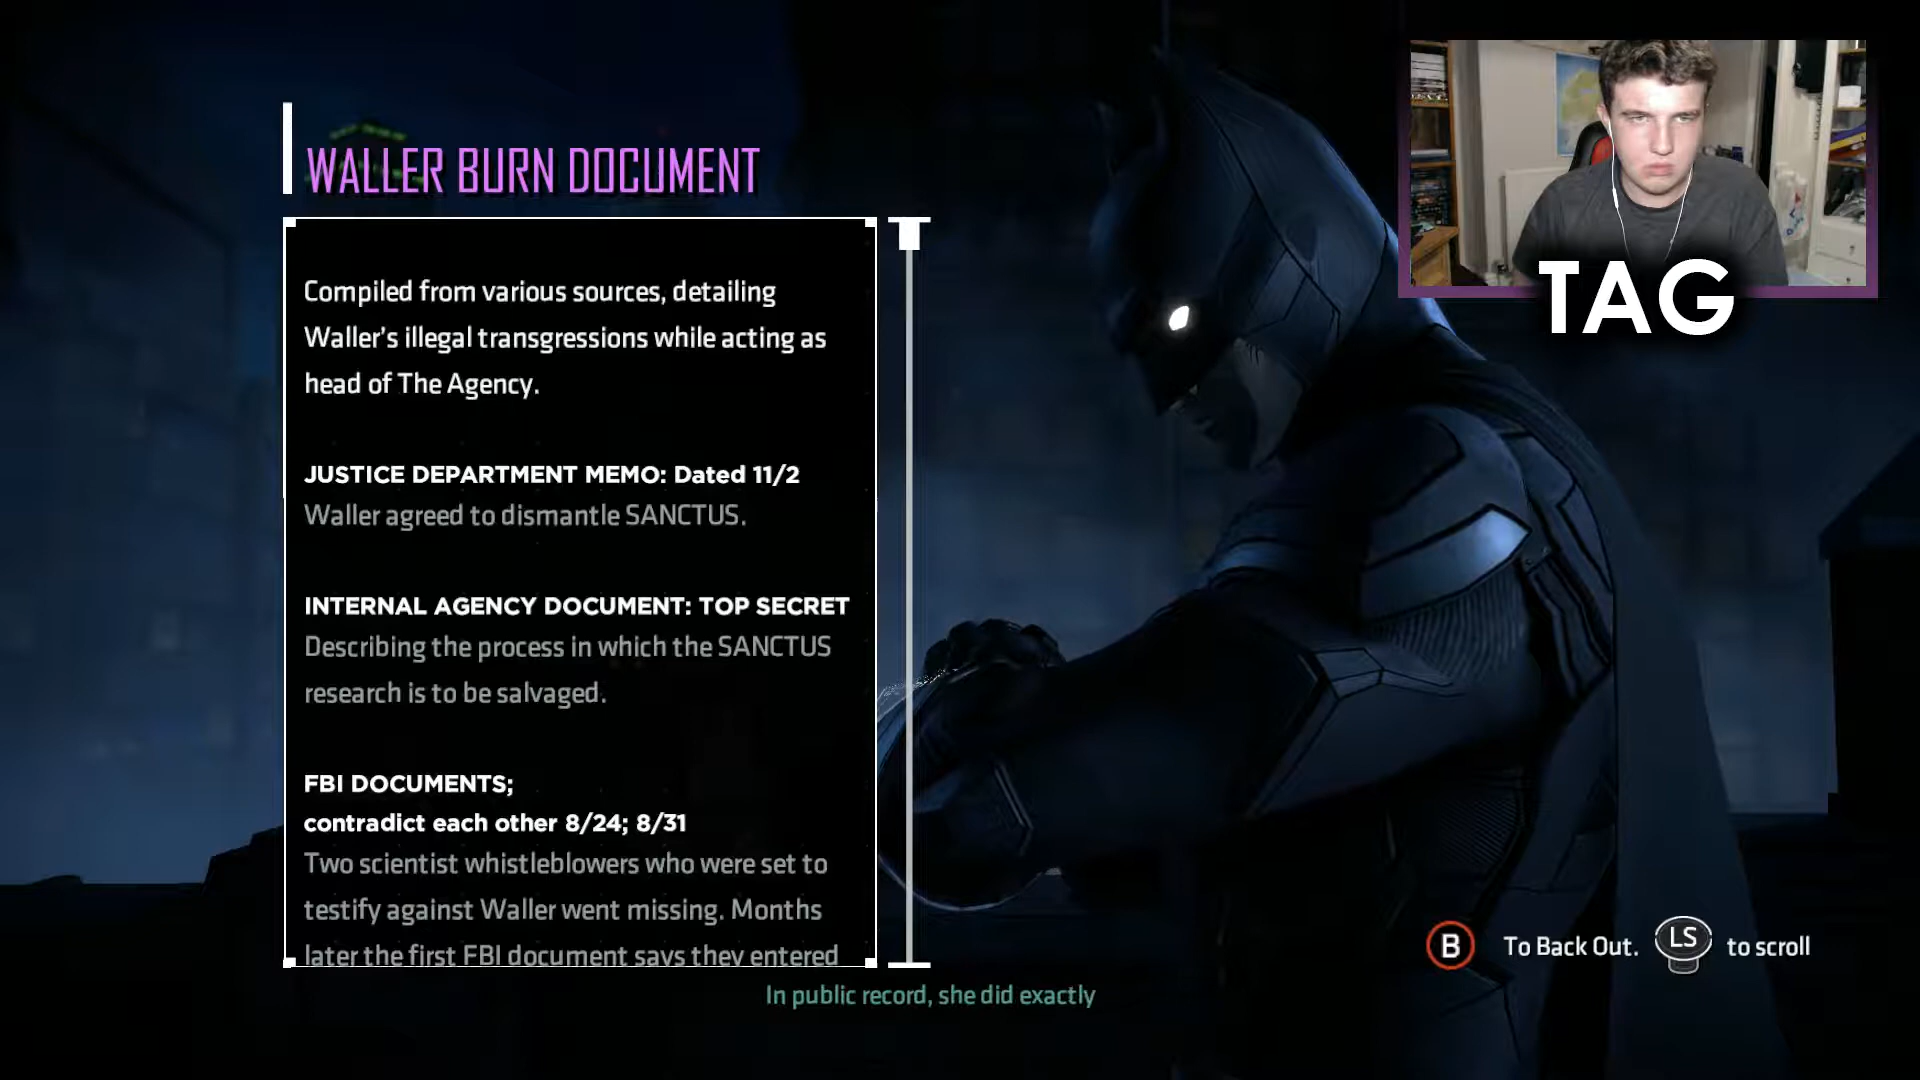 WALLER BURN DOCUMENT
Compiled from various sources, detailing
Waller's illegal transgressions while acting as
head of The Agency.
JUSTICE DEPARTMENT MEMO: Dated 11/2
Waller agreed to dismantle SANCTUS.
INTERNAL AGENCY DOCUMENT: TOP SECRET
Describing the process in which the SANCTUS
research is to be salvaged.
FBI DOCUMENTS;
contradict each other 8/24; 8/31
Two scientist whistleblowers who were set to
testify against Waller went missing. Months
later the first FBI document says they entered
TAG
B To Back Out. LS to scroll
In public record, she did exactly